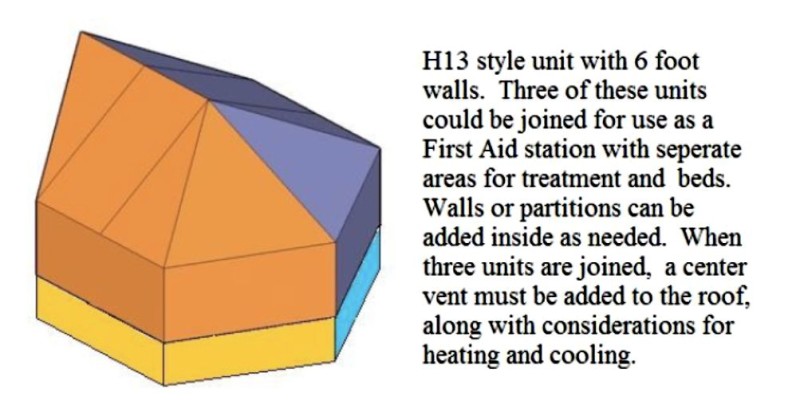 H13 style unit with 6 foot
walls.  Three of these units
could be joined for use as a
First Aid station with seperate
areas for treatment and  beds.
Walls or partitions can be
added inside as needed.  When
three units are joined,  a center
vent must be added to the roof,
along with considerations for
heating and cooling.